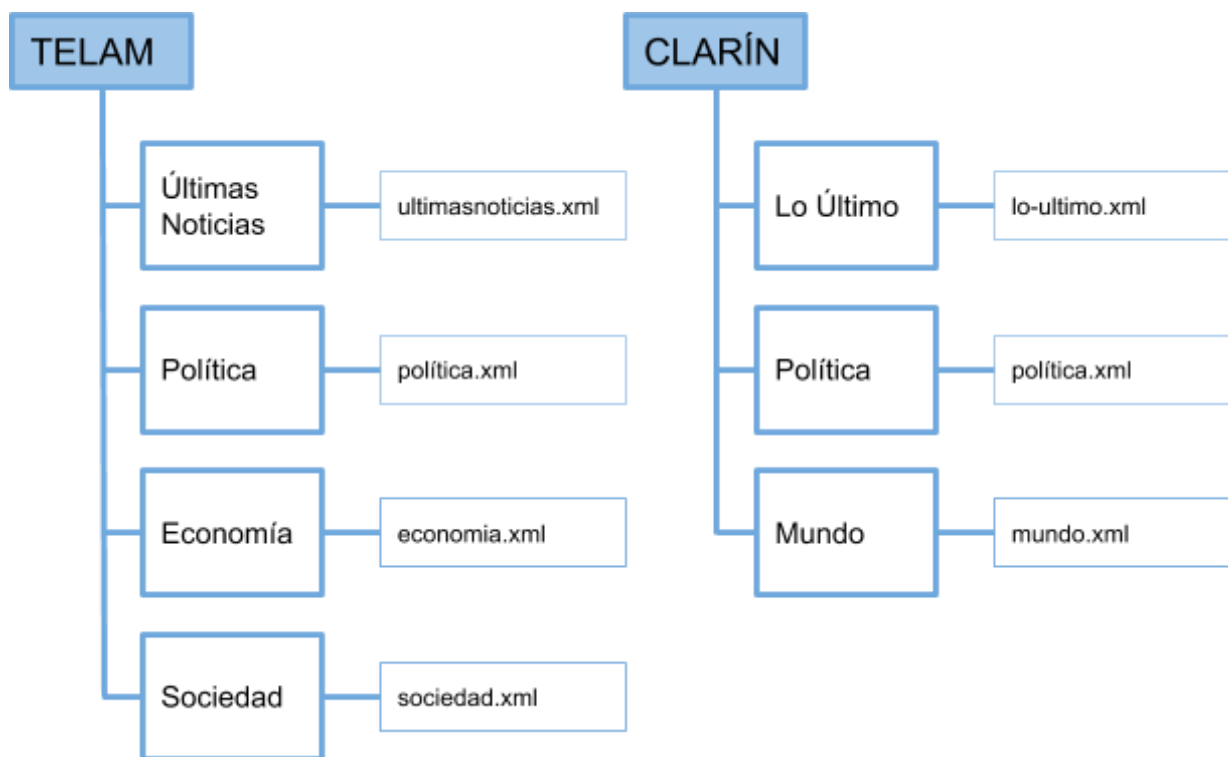 TELAM
Últimas
Noticias
ultimasnoticias.xml
Política
política.xml
Economía
economia.xml
Sociedad
sociedad.xml
CLARÍN
Lo Último
lo-ultimo.xml
Política
política.xml
Mundo
mundo.xml